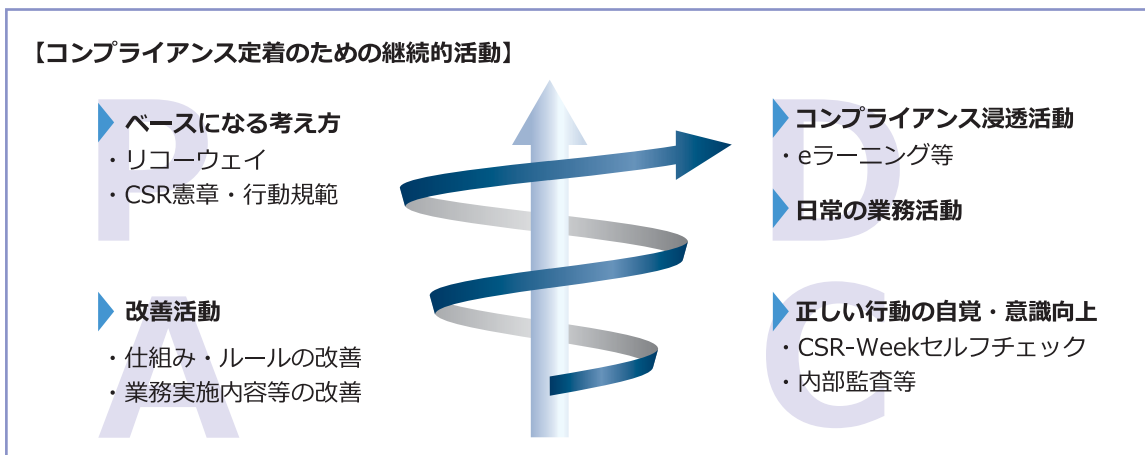 【コンプライアンス定着のための継続的活動】
P
ベースになる考え方
・リコーウェイ
・CSR憲章・行動規範
D
コンプライアンス浸透活動
・eラーニング等
日常の業務活動
A
改善活動
・仕組み・ルールの改善
・業務実施内容等の改善
C
正しい行動の自覚・意識向上
・CSR-Weekセルフチェック
・内部監査等